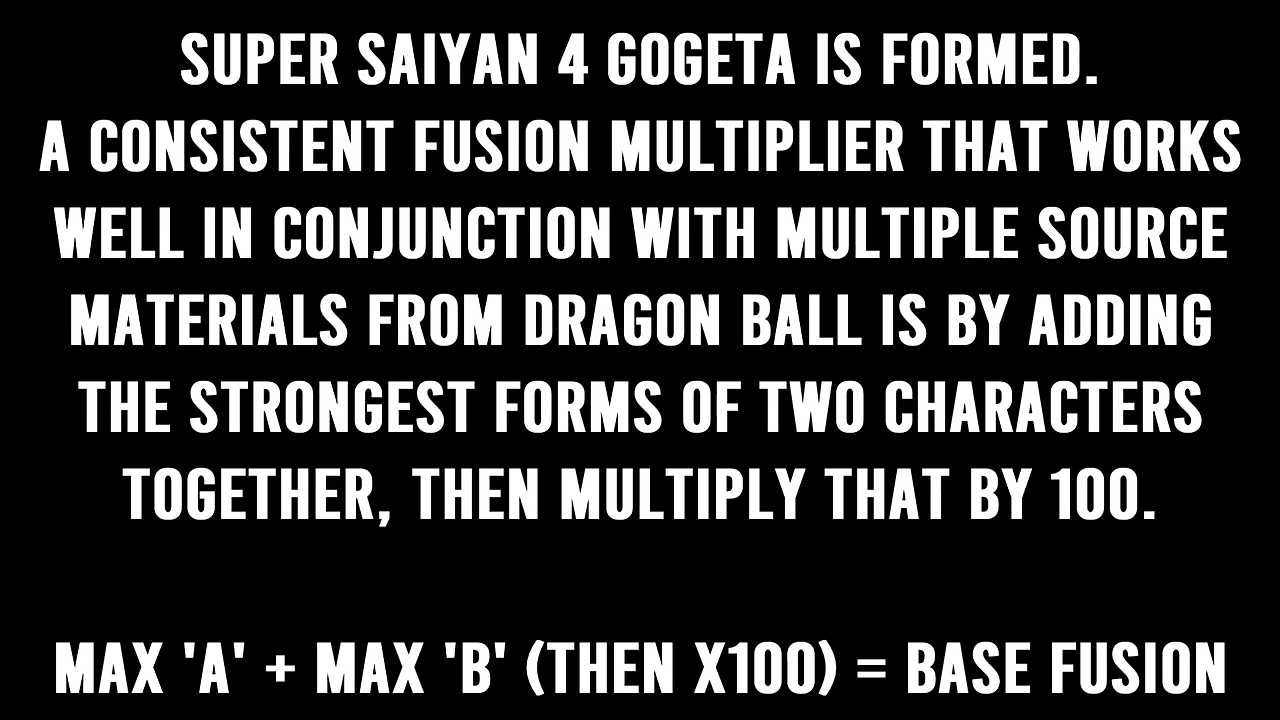 SUPER SAIYAN 4 GOGETA IS FORMED.
A CONSISTENT FUSION MULTIPLIER THAT WORKS
WELL IN CONJUNCTION WITH MULTIPLE SOURCE
MATERIALS FROM DRAGON BALL IS BY ADDING
THE STRONGEST FORMS OF TWO CHARACTERS
TOGETHER, THEN MULTIPLY THAT BY 100.
MAX 'A' + MAX 'B' (THEN X100) = BASE FUSION